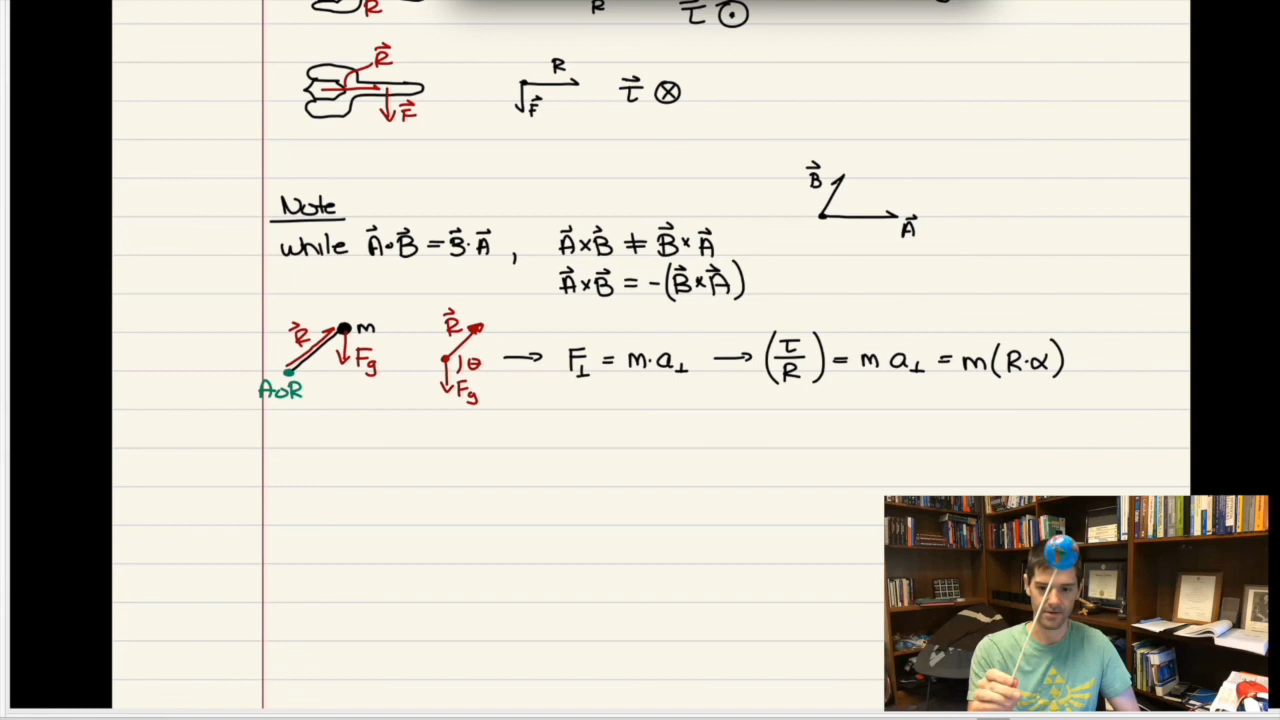 R R τ⃗ ⊙
R⃗ R τ⃗ ⊗
F⃗ F⃗
B⃗
Note
A⃗
while A⃗·B⃗ = B⃗·A⃗ , A⃗×B⃗ ≠ B⃗×A⃗
A⃗×B⃗ = -(B⃗×A⃗)
R⃗ m R⃗
Fg θ → F⊥ = m·a⊥ → (τ/R) = m a⊥ = m(R·α)
AoR Fg